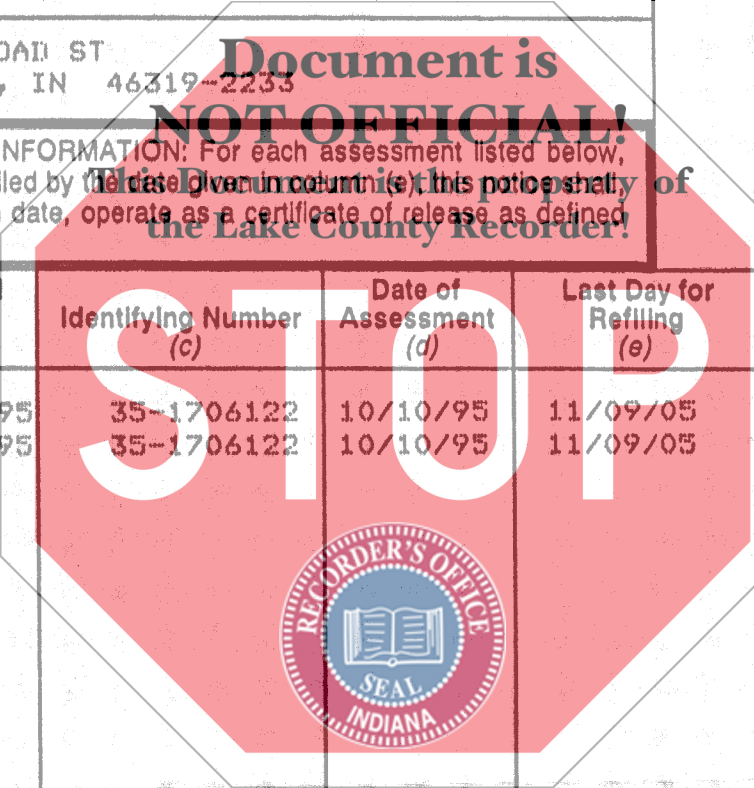 OAD ST
, IN 46319-2233
Document is
NOT OFFICIAL!
This Document is the property of
the Lake County Recorder!
NFORMATION: For each assessment listed below,
led by the date given in column (e), this notice shall,
date, operate as a certificate of release as defined
Identifying Number
(c)
Date of
Assessment
(d)
Last Day for
Refiling
(e)
95 35-1706122 10/10/95 11/09/05
95 35-1706122 10/10/95 11/09/05
STOP
RECORDER'S OFFICE
SEAL
INDIANA